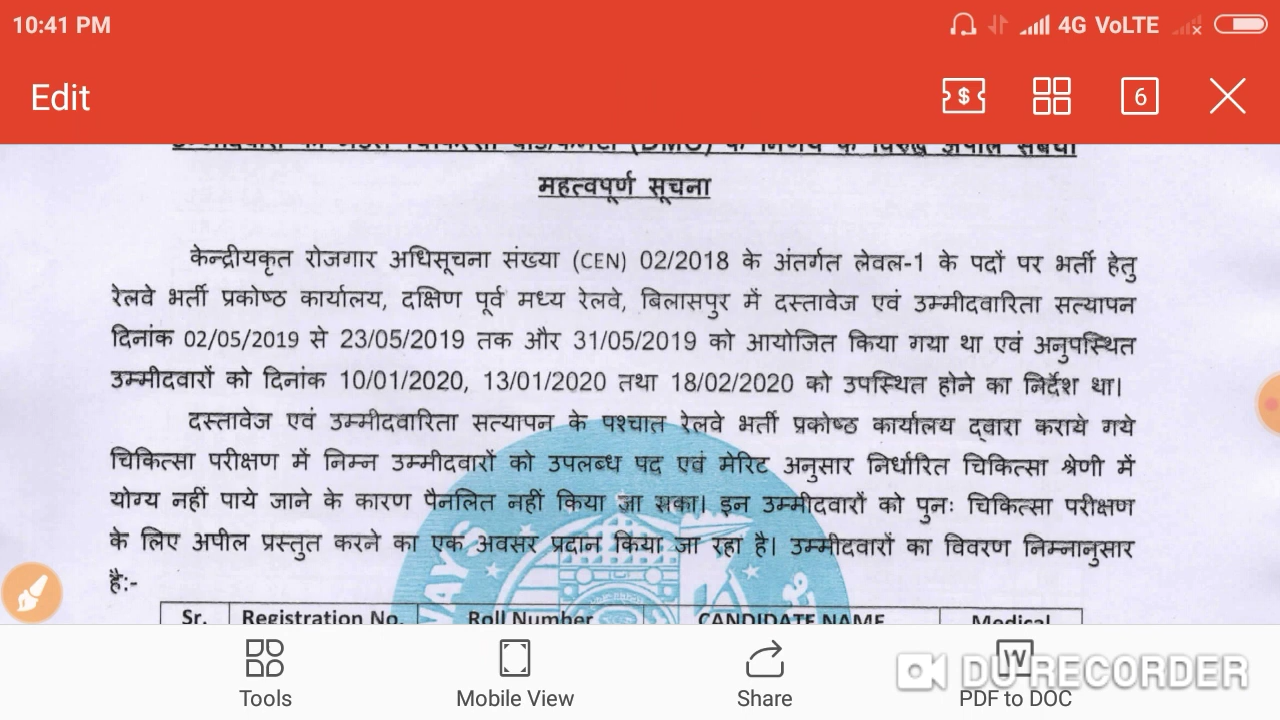 10:41 PM 4G VoLTE
Edit $ 6
(DMO) के निर्णय के विरुद्ध अपील संबंधी
महत्वपूर्ण सूचना
केन्द्रीयकृत रोजगार अधिसूचना संख्या (CEN) 02/2018 के अंतर्गत लेवल-1 के पदों पर भर्ती हेतु
रेलवे भर्ती प्रकोष्ठ कार्यालय, दक्षिण पूर्व मध्य रेलवे, बिलासपुर में दस्तावेज एवं उम्मीदवारिता सत्यापन
दिनांक 02/05/2019 से 23/05/2019 तक और 31/05/2019 को आयोजित किया गया था एवं अनुपस्थित
उम्मीदवारों को दिनांक 10/01/2020, 13/01/2020 तथा 18/02/2020 को उपस्थित होने का निर्देश था।
दस्तावेज एवं उम्मीदवारिता सत्यापन के पश्चात रेलवे भर्ती प्रकोष्ठ कार्यालय द्वारा कराये गये
चिकित्सा परीक्षण में निम्न उम्मीदवारों को उपलब्ध पद एवं मेरिट अनुसार निर्धारित चिकित्सा श्रेणी में
योग्य नहीं पाये जाने के कारण पैनलित नहीं किया जा सका। इन उम्मीदवारों को पुनः चिकित्सा परीक्षण
के लिए अपील प्रस्तुत करने का एक अवसर प्रदान किया जा रहा है। उम्मीदवारों का विवरण निम्नानुसार
है:-
Sr. Registration No. Roll Number CANDIDATE NAME Medical
WAYS
Tools Mobile View Share PDF to DOC
DU RECORDER